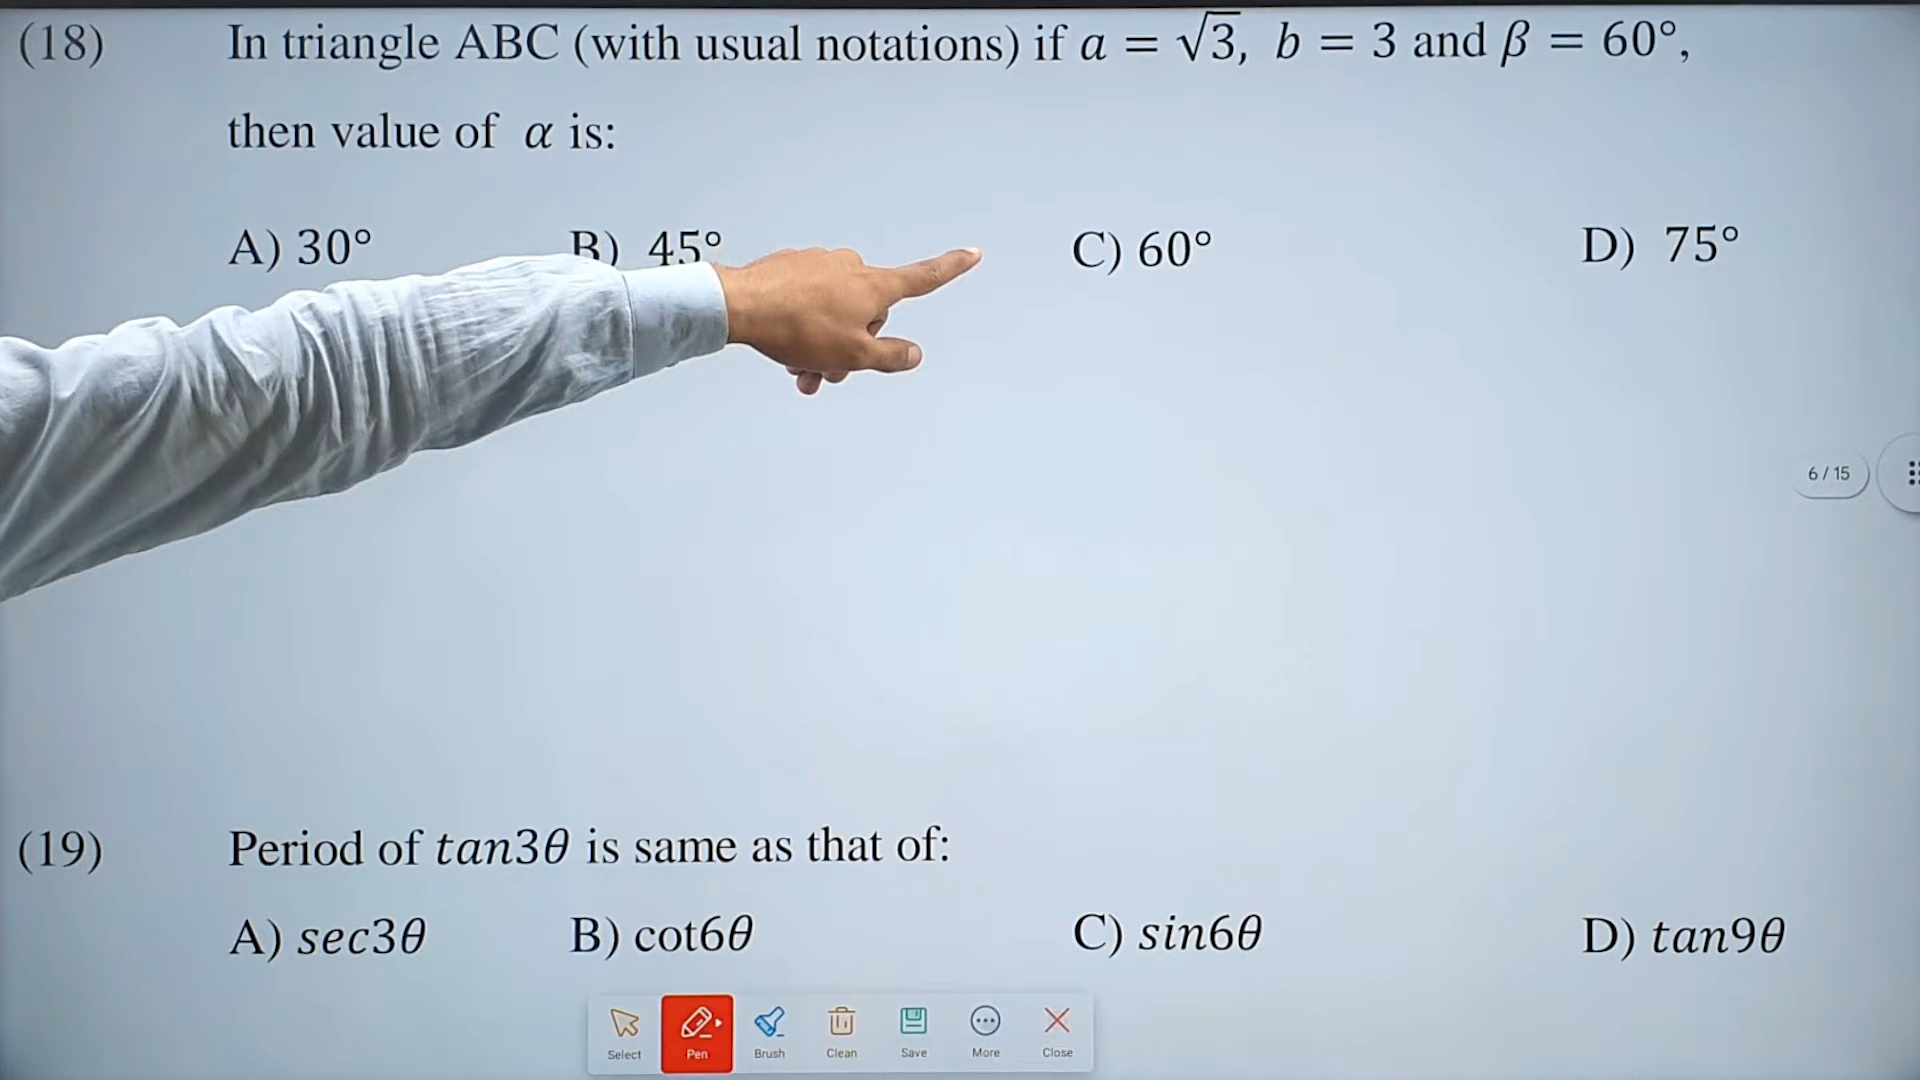 (18) In triangle ABC (with usual notations) if a = √3, b = 3 and β = 60°,
then value of α is:
A) 30° B) 45° C) 60° D) 75°
6 / 15
(19) Period of tan3θ is same as that of:
A) sec3θ B) cot6θ C) sin6θ D) tan9θ
Select Pen Brush Clean Save More Close